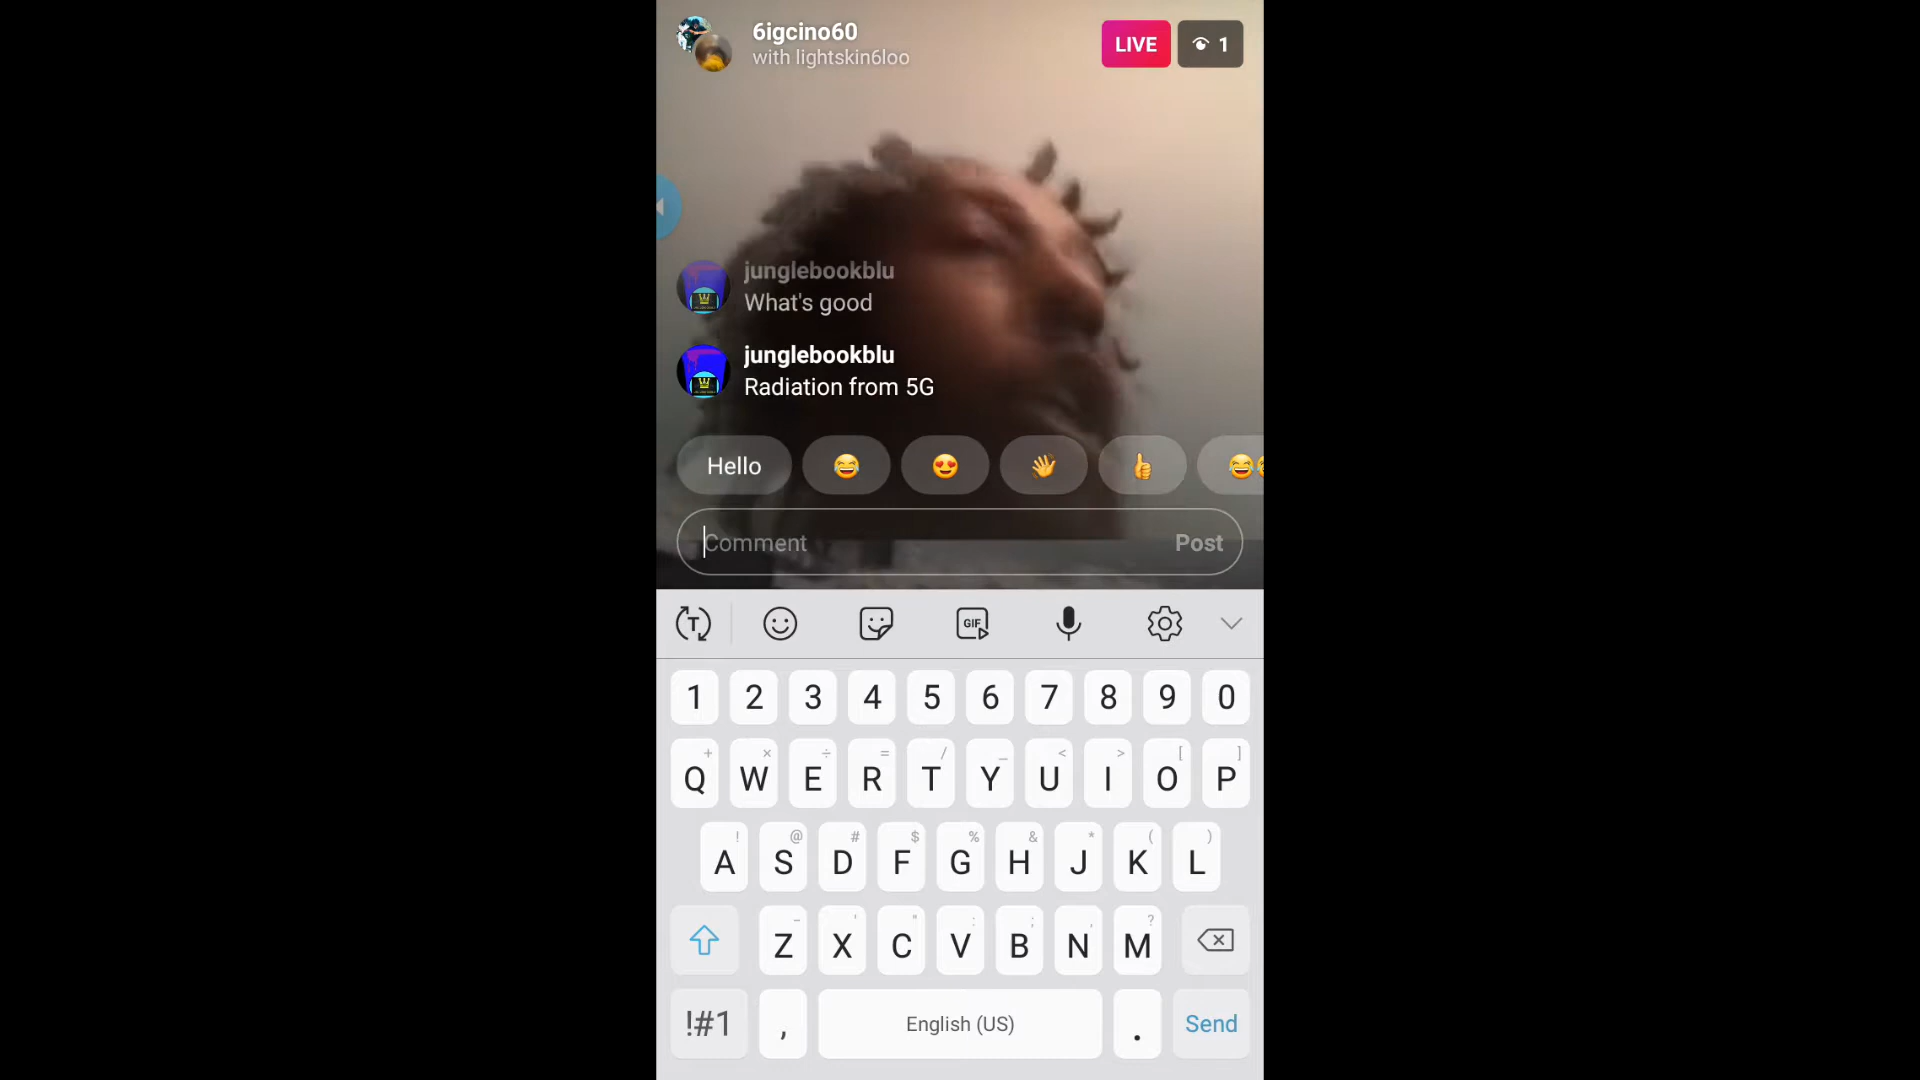 6igcino60
with lightskin6loo
LIVE
1
junglebookblu
What's good
junglebookblu
Radiation from 5G
Hello 😂 😍 👋 👍 😂
Comment
Post
T
GIF
1 2 3 4 5 6 7 8 9 0
+ × ÷ = / _ < > [ ]
Q W E R T Y U I O P
! @ # $ % & * ( )
A S D F G H J K L
- ' " : ; , ?
Z X C V B N M
!#1 , English (US) . Send